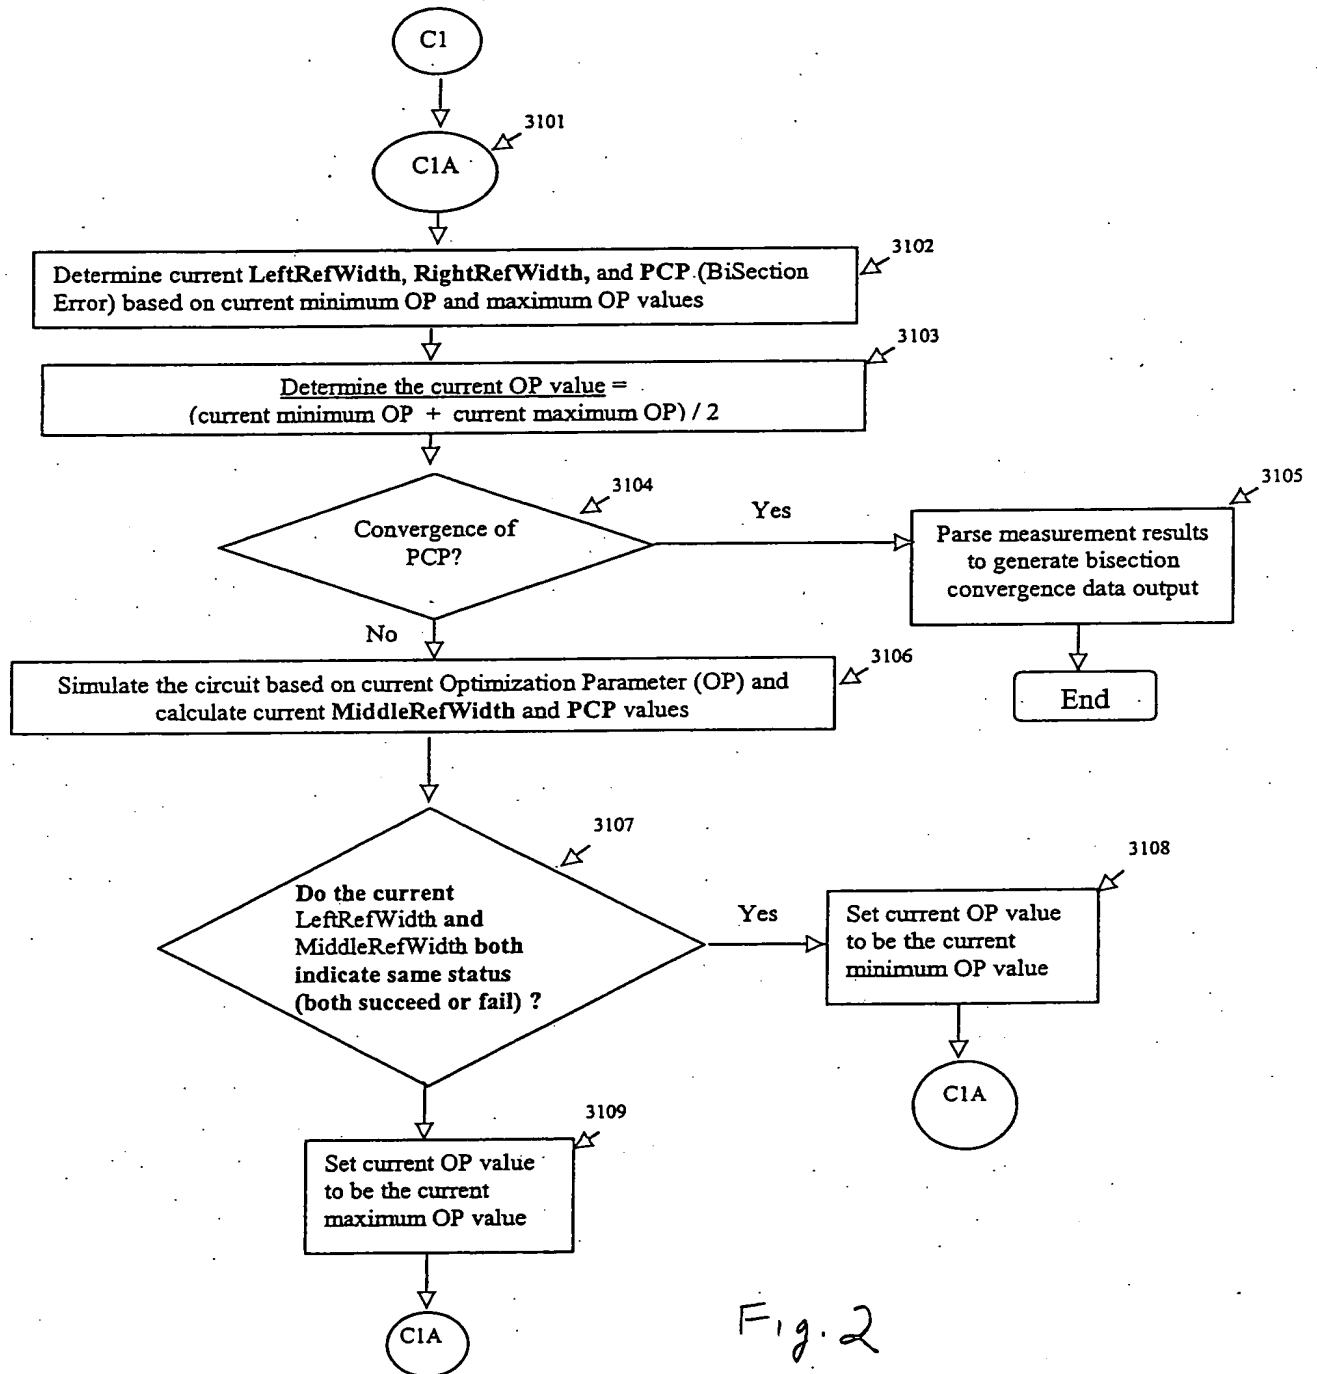 C1
C1A
3101
3102
Determine current LeftRefWidth, RightRefWidth, and PCP (BiSection
Error) based on current minimum OP and maximum OP values
3103
Determine the current OP value =
(current minimum OP + current maximum OP) / 2
3104
Convergence of
PCP?
Yes
3105
Parse measurement results
to generate bisection
convergence data output
No
End
3106
Simulate the circuit based on current Optimization Parameter (OP) and
calculate current MiddleRefWidth and PCP values
3107
Do the current
LeftRefWidth and
MiddleRefWidth both
indicate same status
(both succeed or fail) ?
Yes
3108
Set current OP value
to be the current
minimum OP value
C1A
3109
Set current OP value
to be the current
maximum OP value
C1A
Fig. 2